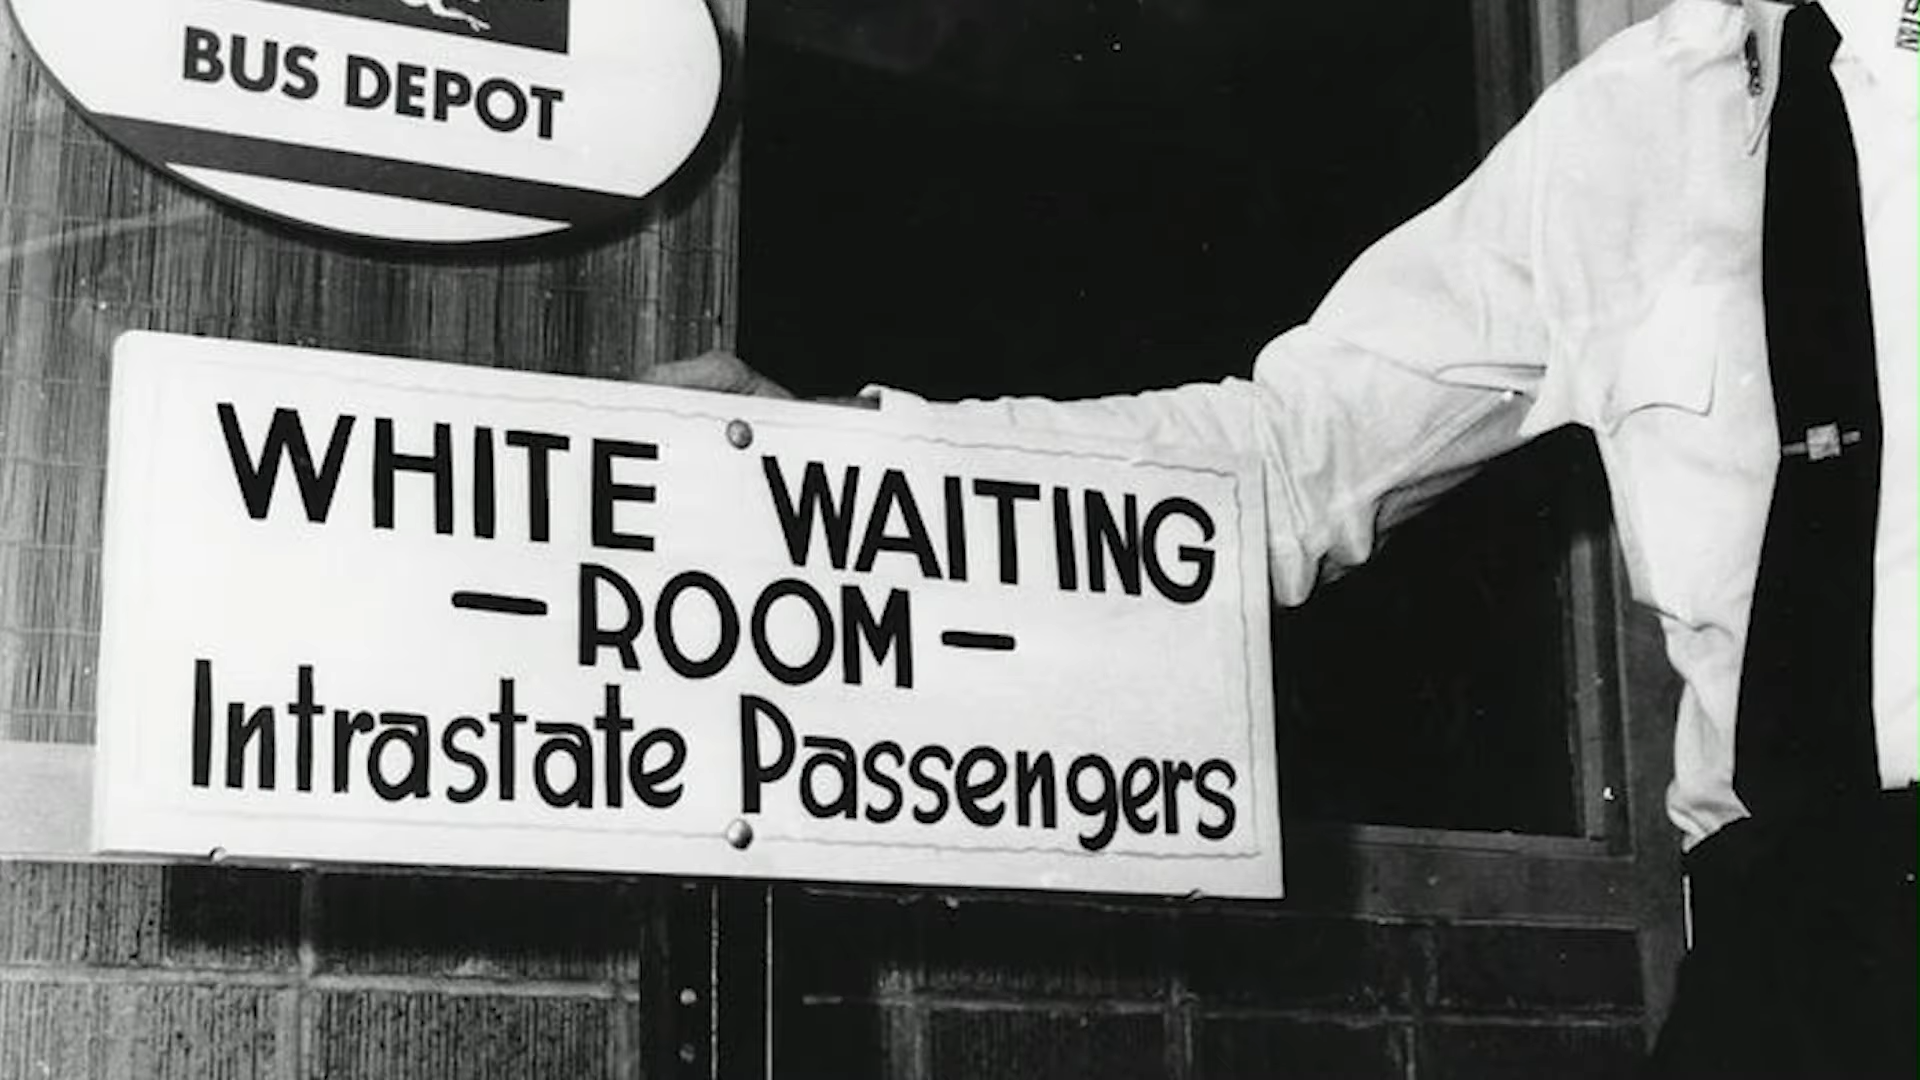 BUS DEPOT
WHITE WAITING
- ROOM -
Intrastate Passengers